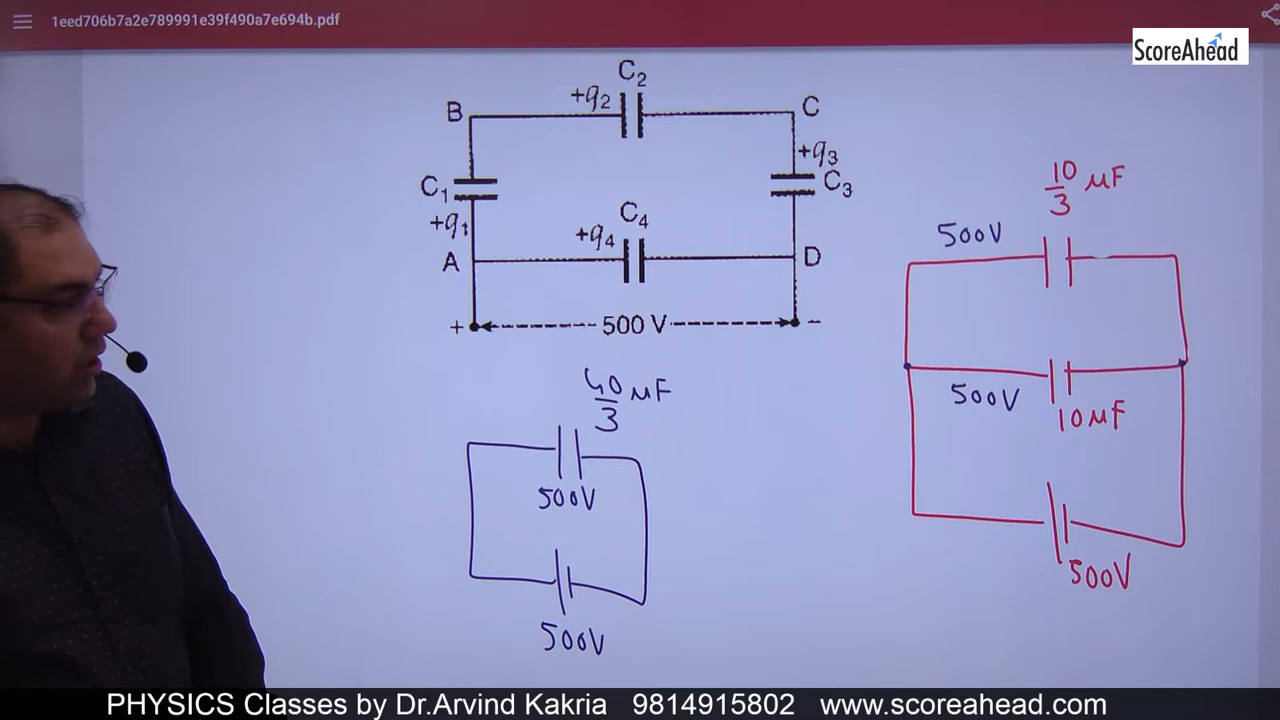 1eed706b7a2e789991e39f490a7e694b.pdf
ScoreAhead
C2
+q2
B
C
+q3
C1
C3
+q1
C4
+q4
A
D
+ 500 V −
10/3 μF
500V
500V
10μF
500V
40/3 μF
500V
500V
PHYSICS Classes by Dr.Arvind Kakria 9814915802 www.scoreahead.com